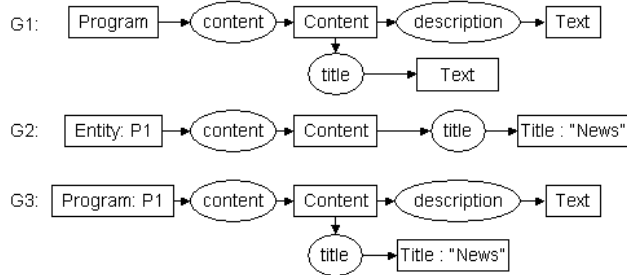 G1: Program content Content description Text
title Text
G2: Entity: P1 content Content title Title : "News"
G3: Program: P1 content Content description Text
title Title : "News"